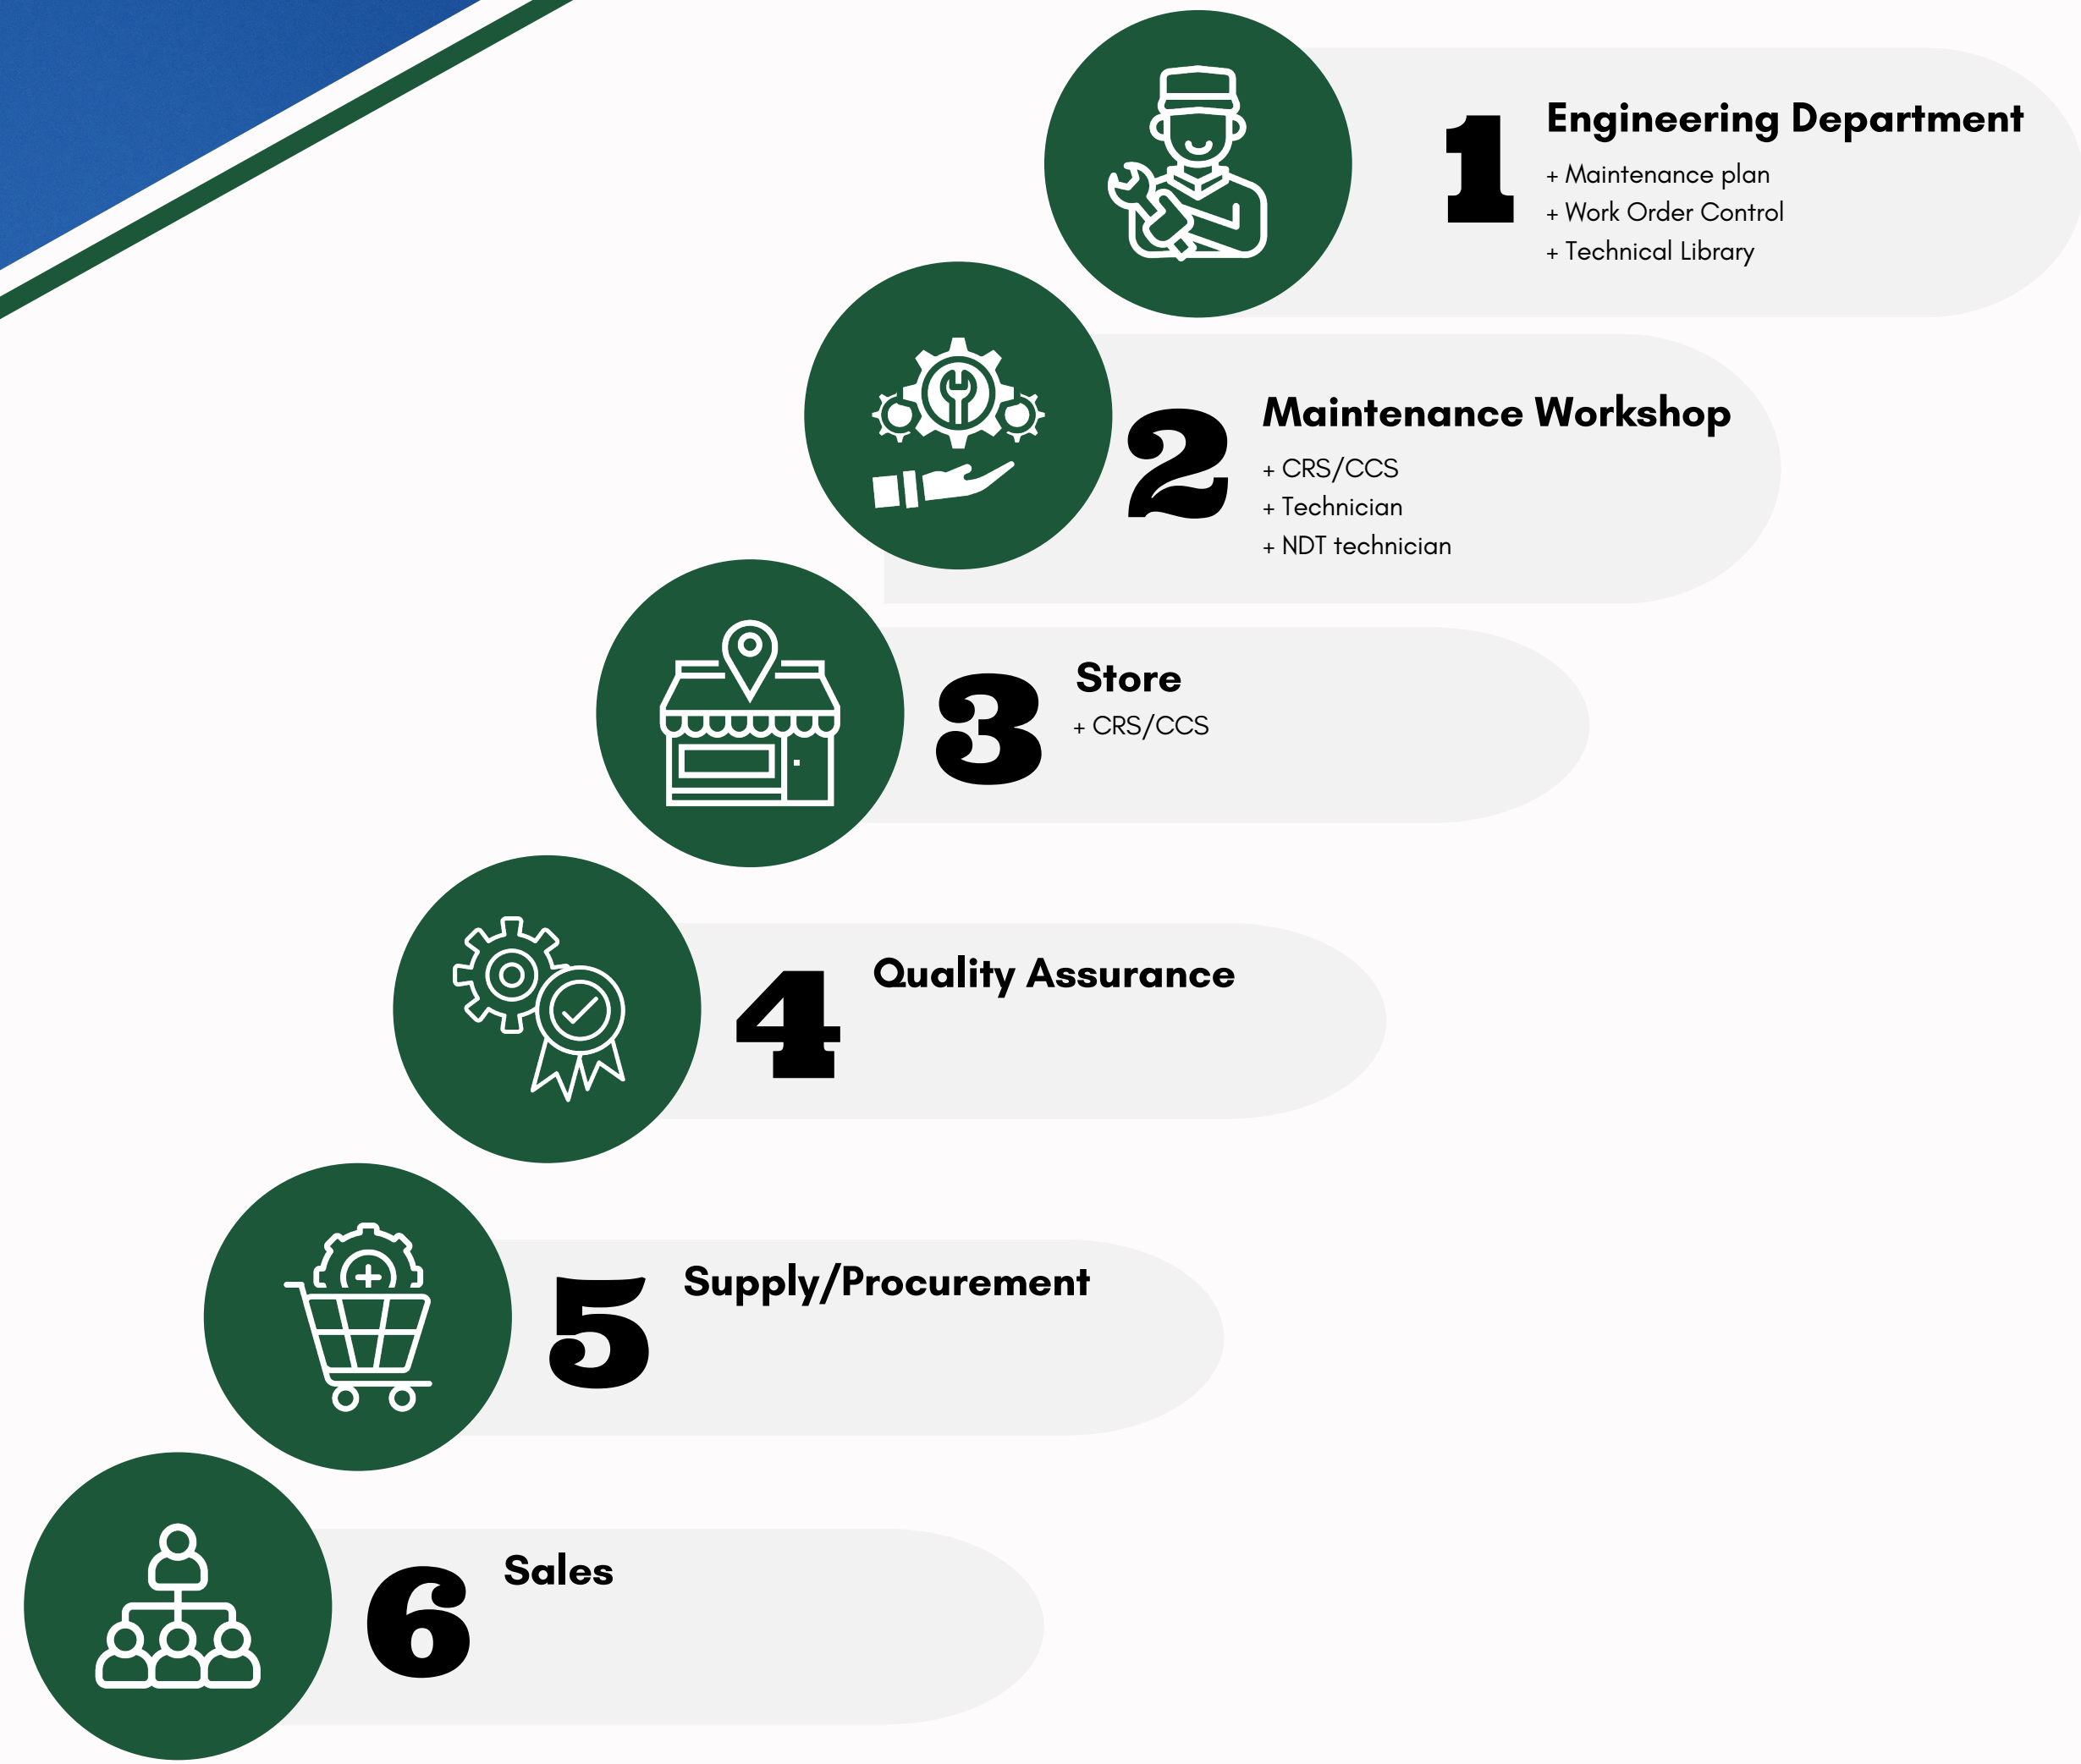 1
Engineering Department
+ Maintenance plan
+ Work Order Control
+ Technical Library
2
Maintenance Workshop
+ CRS/CCS
+ Technician
+ NDT technician
3
Store
+ CRS/CCS
4
Quality Assurance
5
Supply/Procurement
6
Sales